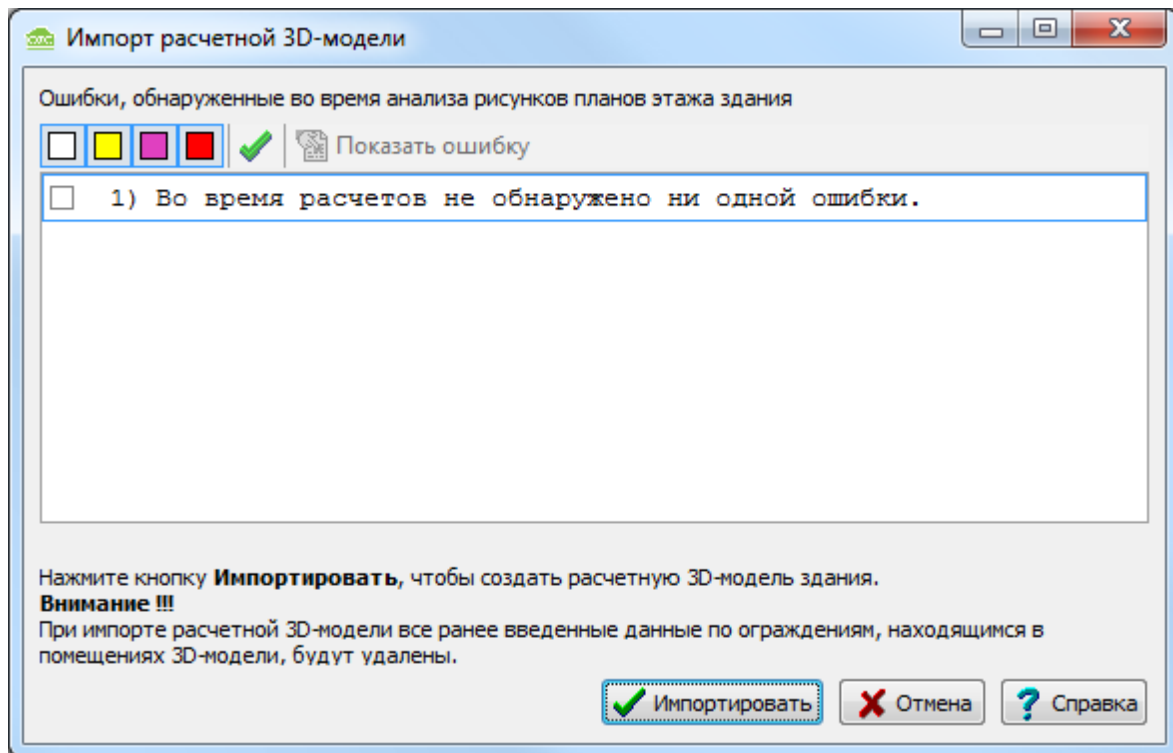 Импорт расчетной 3D-модели
Ошибки, обнаруженные во время анализа рисунков планов этажа здания
Показать ошибку
1) Во время расчетов не обнаружено ни одной ошибки.
Нажмите кнопку Импортировать, чтобы создать расчетную 3D-модель здания.
Внимание !!!
При импорте расчетной 3D-модели все ранее введенные данные по ограждениям, находящимся в
помещениях 3D-модели, будут удалены.
Импортировать Отмена Справка